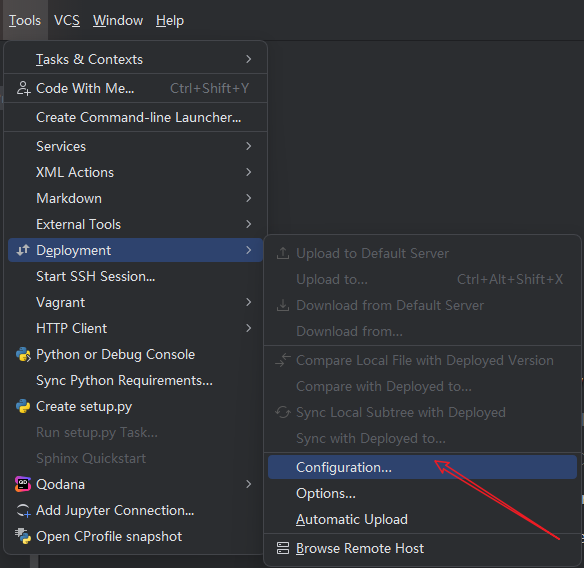 Tools VCS Window Help
Tasks & Contexts
Code With Me... Ctrl+Shift+Y
Create Command-line Launcher...
Services
XML Actions
Markdown
External Tools
Deployment
Start SSH Session...
Vagrant
HTTP Client
Python or Debug Console
Sync Python Requirements...
Create setup.py
Run setup.py Task...
Sphinx Quickstart
Qodana
Add Jupyter Connection...
Open CProfile snapshot
Upload to Default Server
Upload to... Ctrl+Alt+Shift+X
Download from Default Server
Download from...
Compare Local File with Deployed Version
Compare with Deployed to...
Sync Local Subtree with Deployed
Sync with Deployed to...
Configuration...
Options...
Automatic Upload
Browse Remote Host